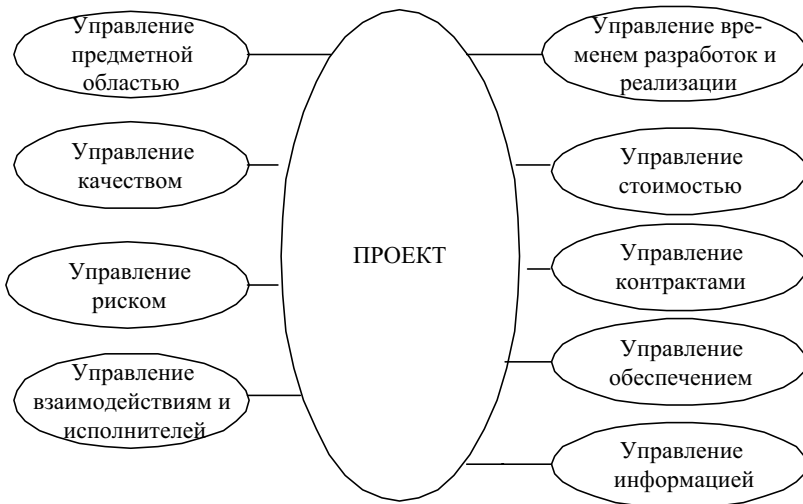 Управление
предметной
областью
Управление
качеством
Управление
риском
Управление
взаимодействиям и
исполнителей
ПРОЕКТ
Управление вре-
менем разработок и
реализации
Управление
стоимостью
Управление
контрактами
Управление
обеспечением
Управление
информацией